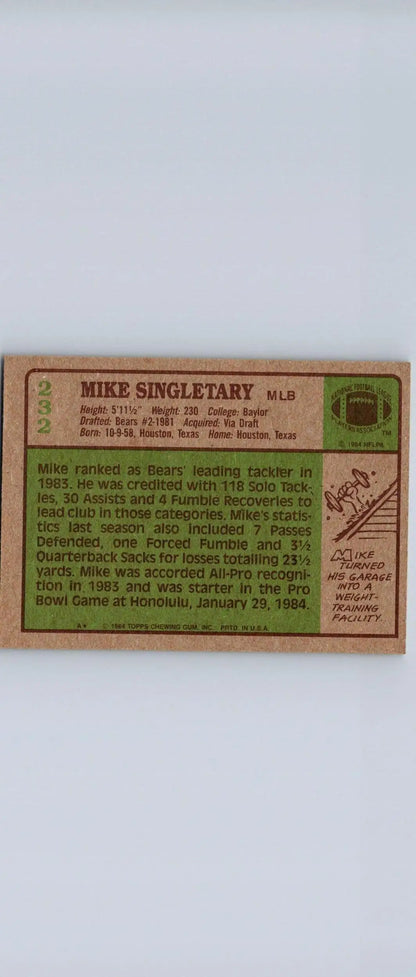 232
MIKE SINGLETARY MLB
Height: 5'11½" Weight: 230 College: Baylor
Drafted: Bears #2-1981 Acquired: Via Draft
Born: 10-9-58, Houston, Texas Home: Houston, Texas
TM
© 1984 NFLPA
Mike ranked as Bears' leading tackler in
1983. He was credited with 118 Solo Tack-
les, 30 Assists and 4 Fumble Recoveries to
lead club in those categories. Mike's statis-
tics last season also included 7 Passes
Defended, one Forced Fumble and 3½
Quarterback Sacks for losses totalling 23½
yards. Mike was accorded All-Pro recogni-
tion in 1983 and was starter in the Pro
Bowl Game at Honolulu, January 29, 1984.
MIKE
TURNED
HIS GARAGE
INTO A
WEIGHT-
TRAINING
FACILITY.
A* © 1984 TOPPS CHEWING GUM, INC. PRTD. IN U.S.A.